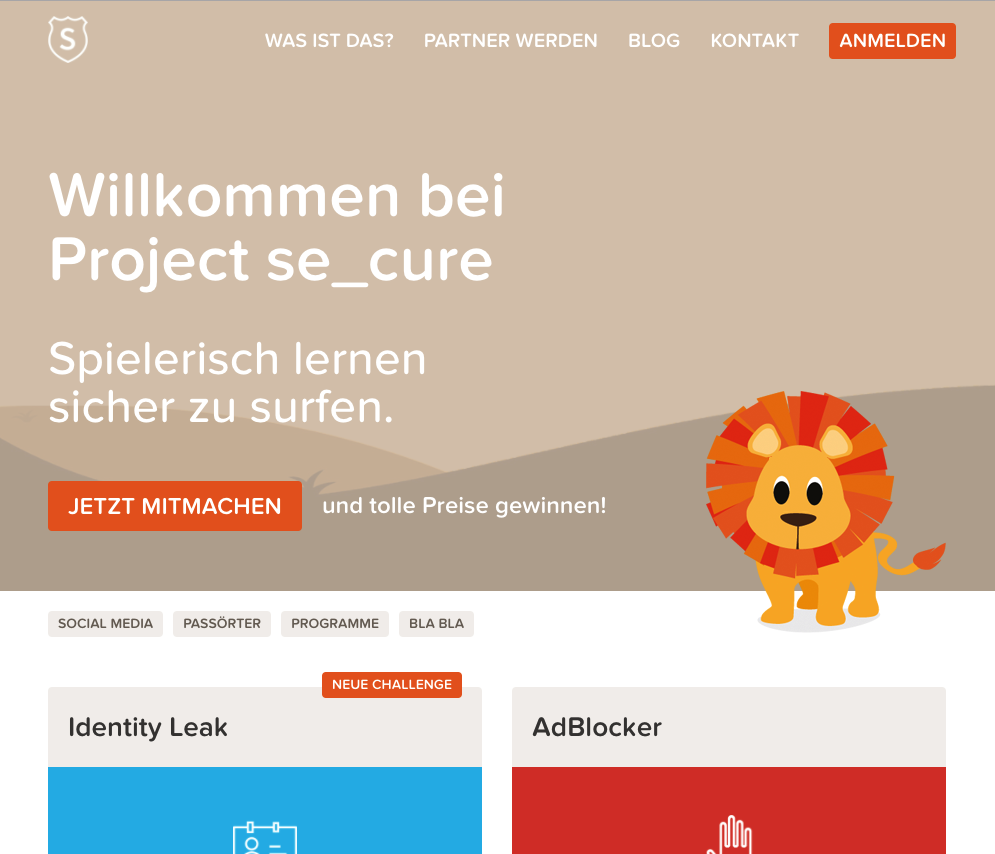 S
WAS IST DAS? PARTNER WERDEN BLOG KONTAKT ANMELDEN
Willkommen bei
Project se_cure
Spielerisch lernen
sicher zu surfen.
JETZT MITMACHEN und tolle Preise gewinnen!
SOCIAL MEDIA PASSÖRTER PROGRAMME BLA BLA
NEUE CHALLENGE
Identity Leak AdBlocker